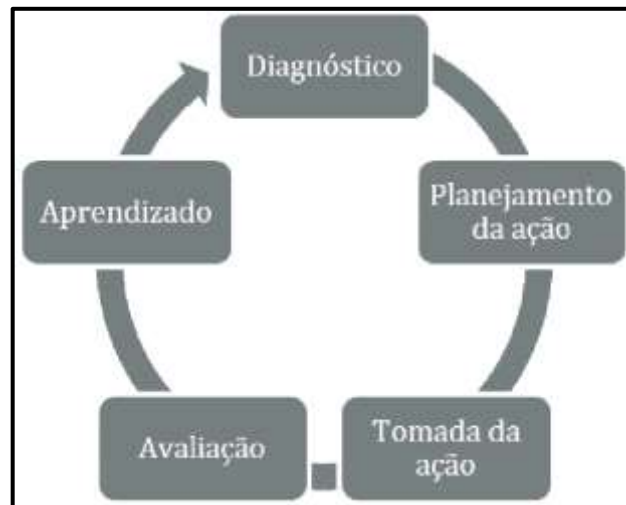 Diagnóstico
Planejamento
da ação
Tomada da
ação
Avaliação
Aprendizado